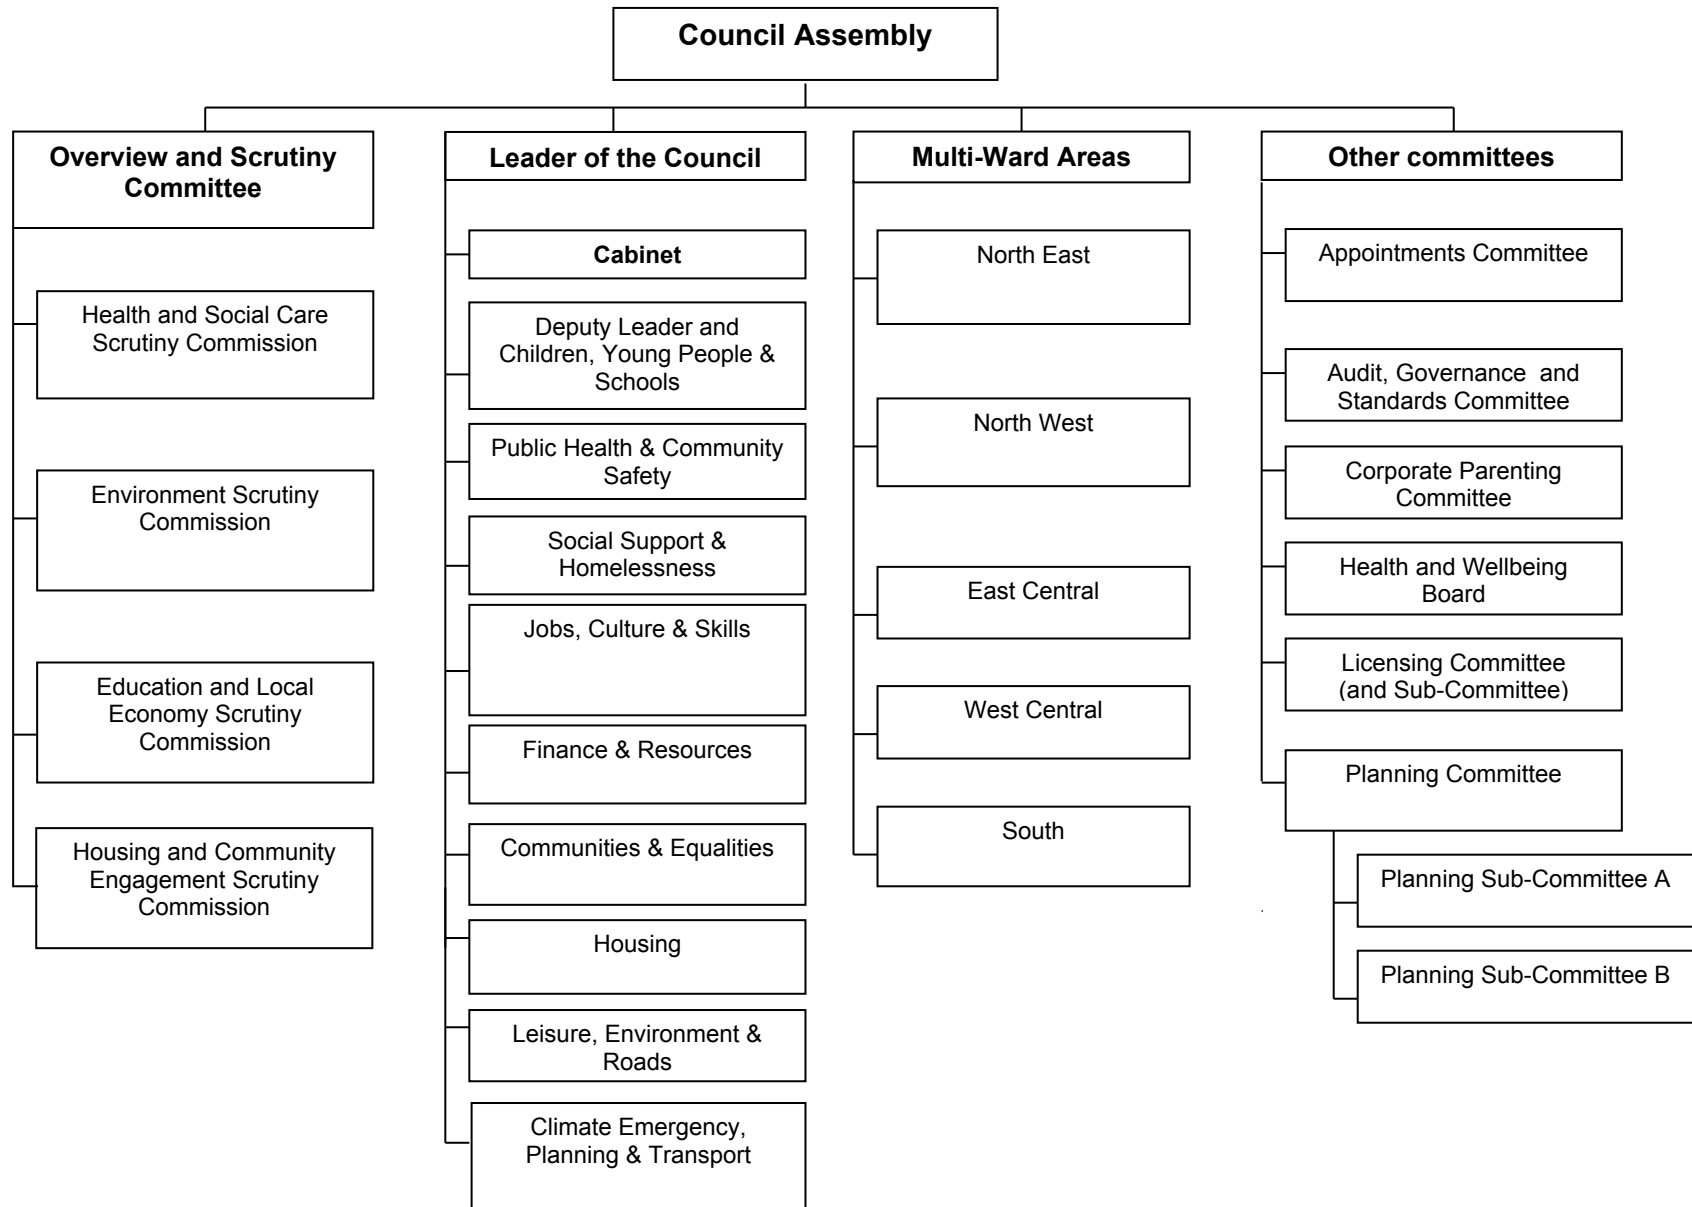 Council Assembly
Overview and Scrutiny
Committee
Health and Social Care
Scrutiny Commission
Environment Scrutiny
Commission
Education and Local
Economy Scrutiny
Commission
Housing and Community
Engagement Scrutiny
Commission
Leader of the Council
Cabinet
Deputy Leader and
Children, Young People &
Schools
Public Health & Community
Safety
Social Support &
Homelessness
Jobs, Culture & Skills
Finance & Resources
Communities & Equalities
Housing
Leisure, Environment &
Roads
Climate Emergency,
Planning & Transport
Multi-Ward Areas
North East
North West
East Central
West Central
South
Other committees
Appointments Committee
Audit, Governance  and
Standards Committee
Corporate Parenting
Committee
Health and Wellbeing
Board
Licensing Committee
(and Sub-Committee)
Planning Committee
Planning Sub-Committee A
Planning Sub-Committee B